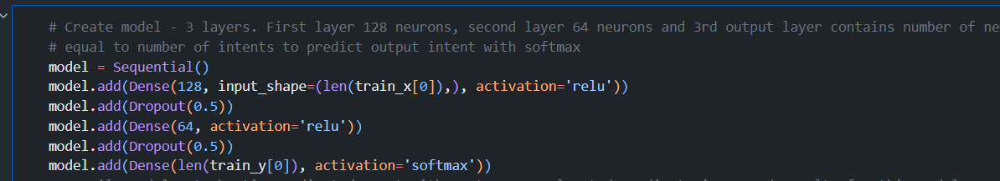 # Create model - 3 layers. First layer 128 neurons, second layer 64 neurons and 3rd output layer contains number of
# equal to number of intents to predict output intent with softmax
model = Sequential()
model.add(Dense(128, input_shape=(len(train_x[0]),), activation='relu'))
model.add(Dropout(0.5))
model.add(Dense(64, activation='relu'))
model.add(Dropout(0.5))
model.add(Dense(len(train_y[0]), activation='softmax'))